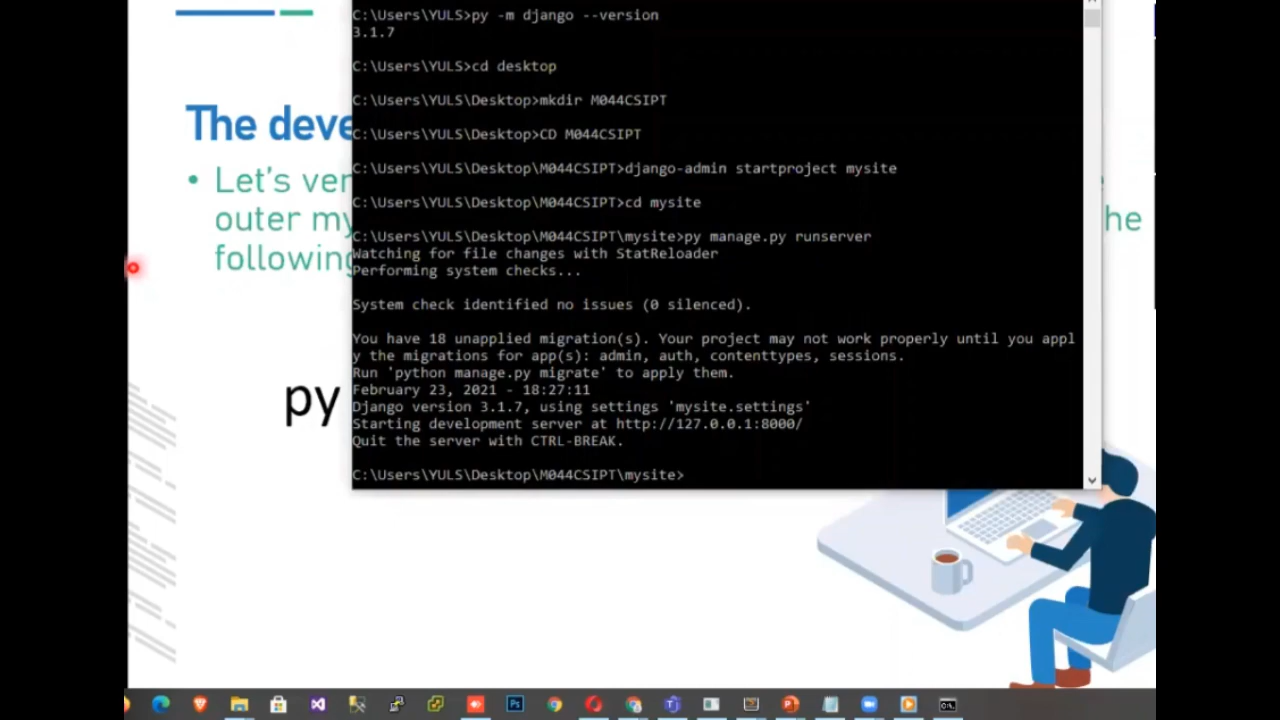 C:\Users\YULS>py -m django --version
3.1.7
C:\Users\YULS>cd desktop
C:\Users\YULS\Desktop>mkdir M044CSIPT
C:\Users\YULS\Desktop>CD M044CSIPT
C:\Users\YULS\Desktop\M044CSIPT>django-admin startproject mysite
C:\Users\YULS\Desktop\M044CSIPT>cd mysite
C:\Users\YULS\Desktop\M044CSIPT\mysite>py manage.py runserver
Watching for file changes with StatReloader
Performing system checks...
System check identified no issues (0 silenced).
You have 18 unapplied migration(s). Your project may not work properly until you appl
y the migrations for app(s): admin, auth, contenttypes, sessions.
Run 'python manage.py migrate' to apply them.
February 23, 2021 - 18:27:11
Django version 3.1.7, using settings 'mysite.settings'
Starting development server at http://127.0.0.1:8000/
Quit the server with CTRL-BREAK.
C:\Users\YULS\Desktop\M044CSIPT\mysite>
The deve
• Let's ver
outer my he
following
py
Ps